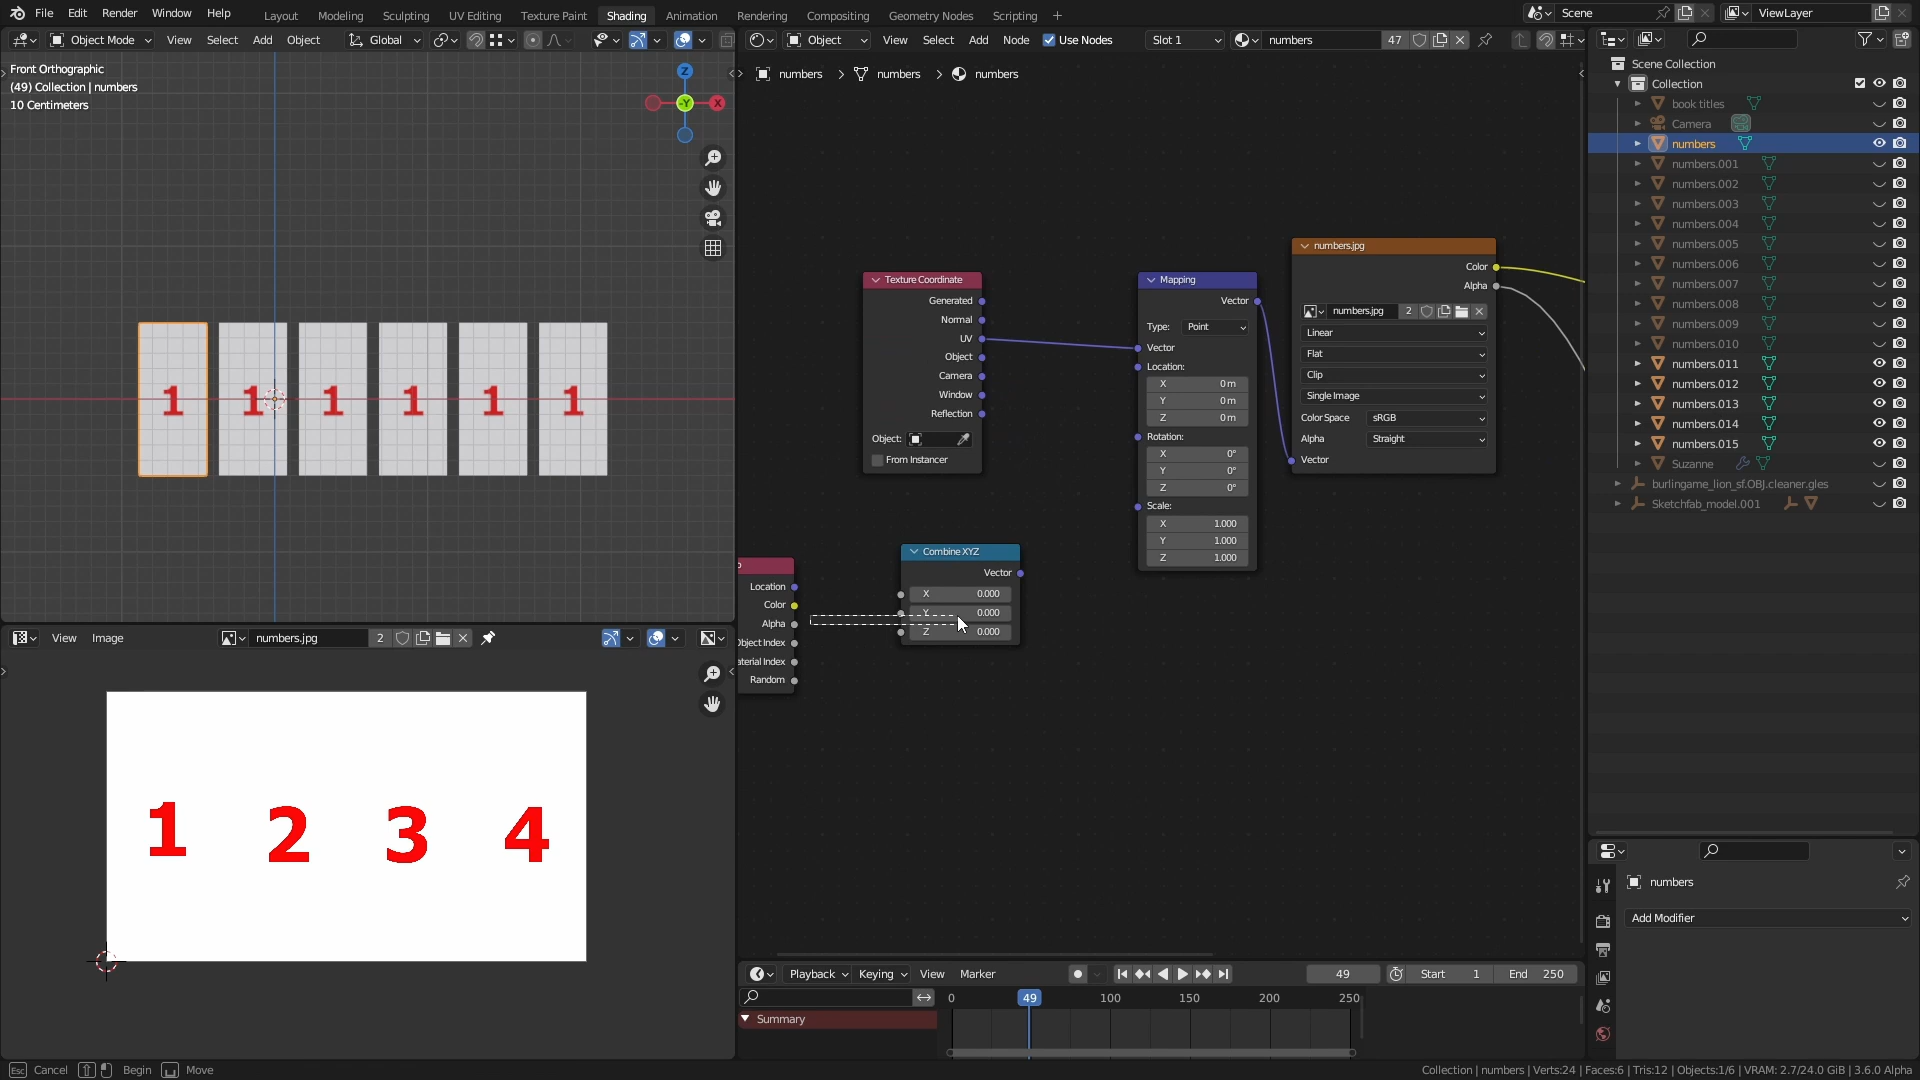 File Edit Render Window Help
Layout Modeling Sculpting UV Editing Texture Paint Shading Animation Rendering Compositing Geometry Nodes Scripting +
Scene
ViewLayer
Object Mode View Select Add Object Global
Object View Select Add Node Use Nodes Slot 1 numbers 47
Front Orthographic
(49) Collection | numbers
10 Centimeters
Z
-Y
X
1 1 1 1 1 1
numbers > numbers > numbers
Texture Coordinate
Generated
Normal
UV
Object
Camera
Window
Reflection
Object:
From Instancer
Mapping
Vector
Type: Point
Vector
Location:
X 0 m
Y 0 m
Z 0 m
Rotation:
X 0°
Y 0°
Z 0°
Scale:
X 1.000
Y 1.000
Z 1.000
numbers.jpg
Color
Alpha
numbers.jpg 2
Linear
Flat
Clip
Single Image
Color Space sRGB
Alpha Straight
Vector
Location
Color
Alpha
Object Index
aterial Index
Random
Combine XYZ
Vector
X 0.000
Y 0.000
Z 0.000
Scene Collection
Collection
book titles
Camera
numbers
numbers.001
numbers.002
numbers.003
numbers.004
numbers.005
numbers.006
numbers.007
numbers.008
numbers.009
numbers.010
numbers.011
numbers.012
numbers.013
numbers.014
numbers.015
Suzanne
burlingame_lion_sf.OBJ.cleaner.gles
Sketchfab_model.001
numbers
Add Modifier
View Image numbers.jpg 2
1 2 3 4
Playback Keying View Marker 49 Start 1 End 250
0 49 100 150 200 250
Summary
Esc Cancel Begin Move
Collection | numbers | Verts:24 | Faces:6 | Tris:12 | Objects:1/6 | VRAM: 2.7/24.0 GiB | 3.6.0 Alpha